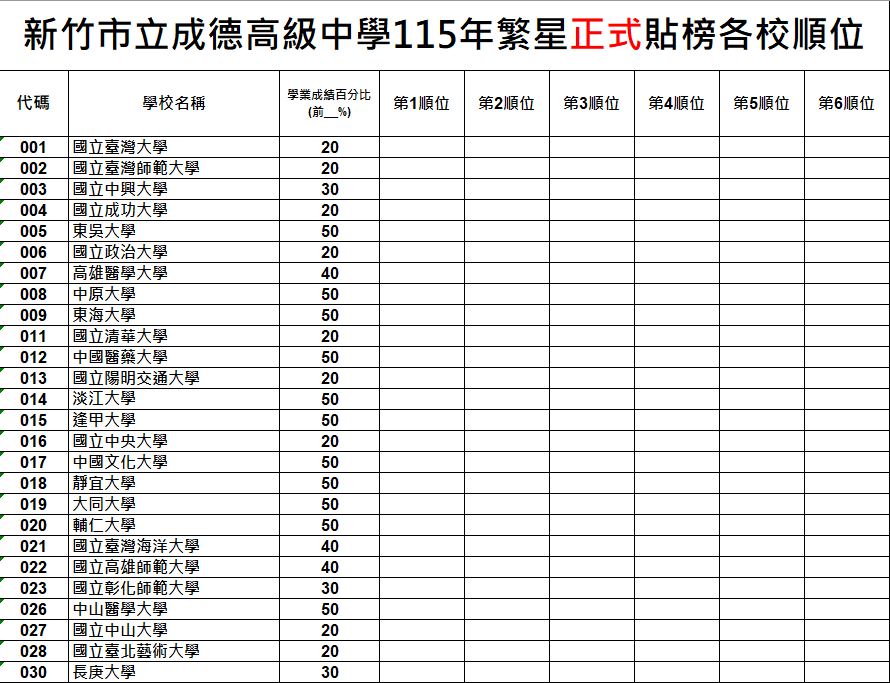 新竹市立成德高級中學115年繁星正式貼榜各校順位
代碼 學校名稱 學業成績百分比(前__%) 第1順位 第2順位 第3順位 第4順位 第5順位 第6順位
001 國立臺灣大學 20
002 國立臺灣師範大學 20
003 國立中興大學 30
004 國立成功大學 20
005 東吳大學 50
006 國立政治大學 20
007 高雄醫學大學 40
008 中原大學 50
009 東海大學 50
011 國立清華大學 20
012 中國醫藥大學 50
013 國立陽明交通大學 20
014 淡江大學 50
015 逢甲大學 50
016 國立中央大學 20
017 中國文化大學 50
018 靜宜大學 50
019 大同大學 50
020 輔仁大學 50
021 國立臺灣海洋大學 40
022 國立高雄師範大學 40
023 國立彰化師範大學 30
026 中山醫學大學 50
027 國立中山大學 20
028 國立臺北藝術大學 20
030 長庚大學 30